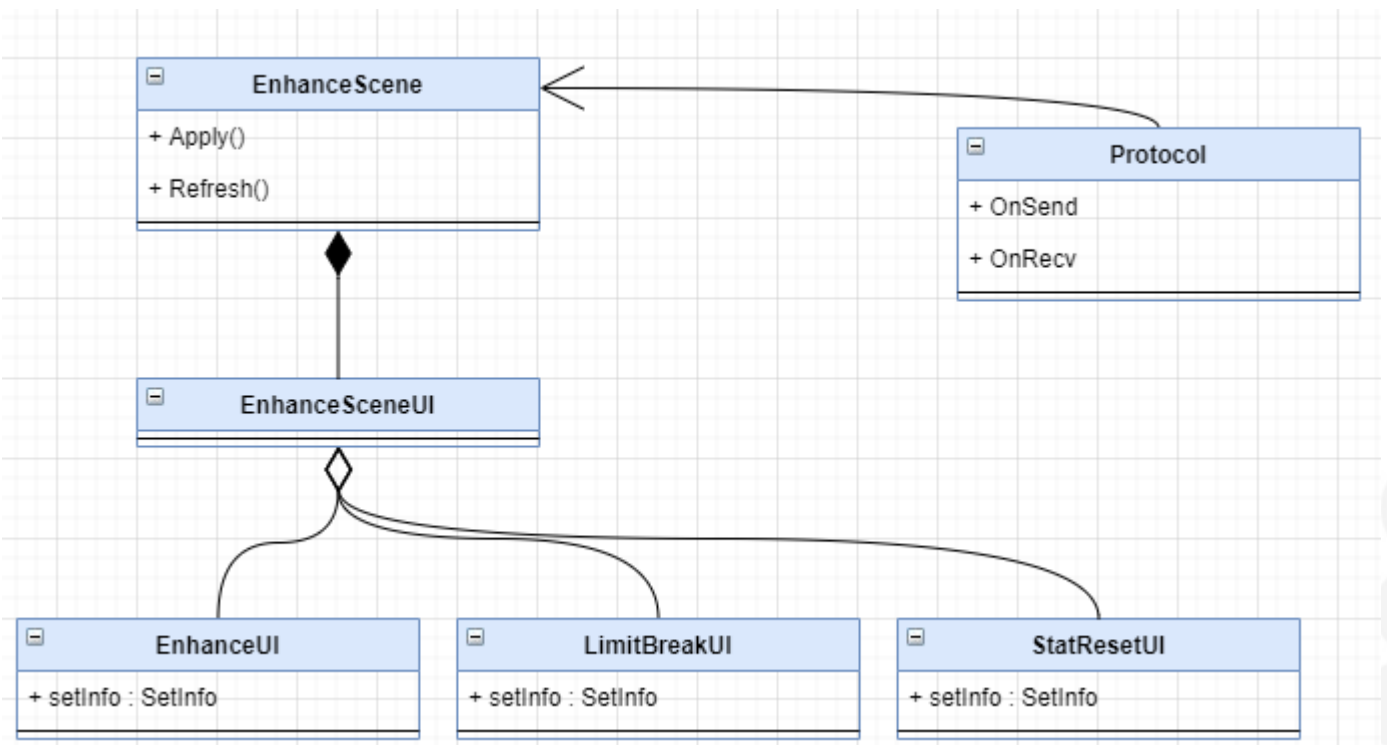 EnhanceScene
+ Apply()
+ Refresh()
Protocol
+ OnSend
+ OnRecv
EnhanceSceneUI
EnhanceUI
+ setInfo : SetInfo
LimitBreakUI
+ setInfo : SetInfo
StatResetUI
+ setInfo : SetInfo